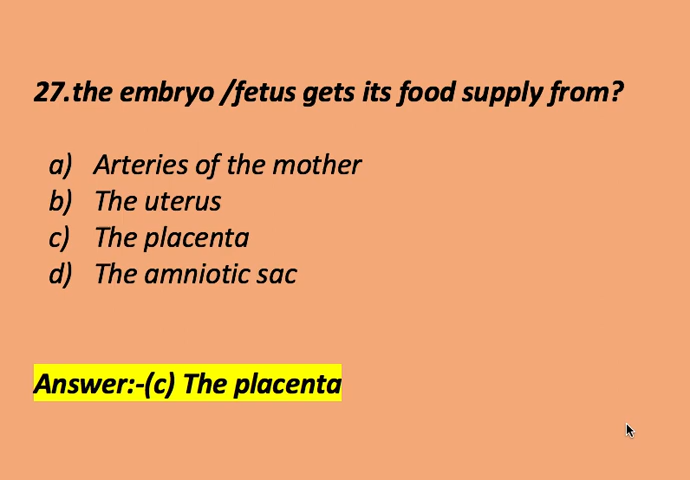 27.the embryo /fetus gets its food supply from?
a) Arteries of the mother
b) The uterus
c) The placenta
d) The amniotic sac
Answer:-(c) The placenta